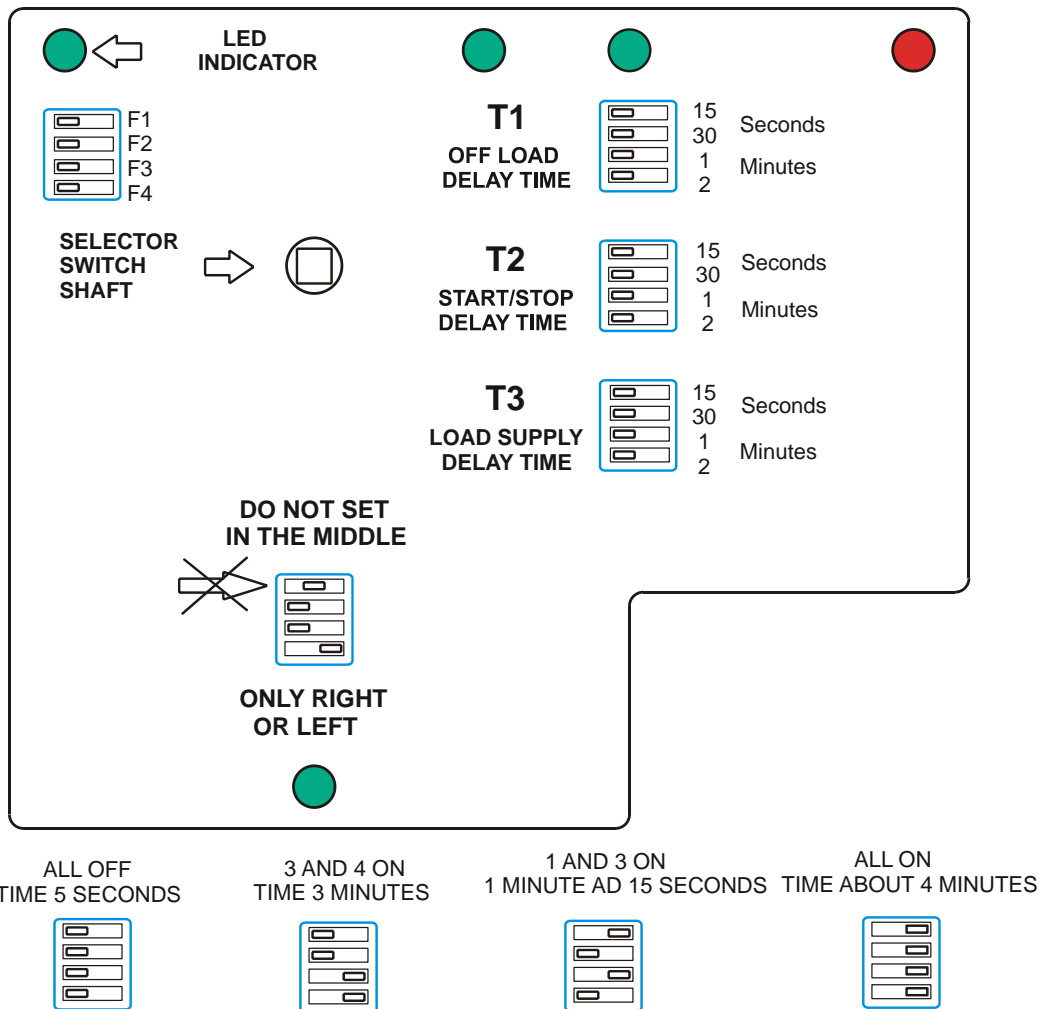 LED
INDICATOR
F1
F2
F3
F4
T1
OFF LOAD
DELAY TIME
15
30
Seconds
1
2
Minutes
SELECTOR
SWITCH
SHAFT
T2
START/STOP
DELAY TIME
15
30
Seconds
1
2
Minutes
T3
LOAD SUPPLY
DELAY TIME
15
30
Seconds
1
2
Minutes
DO NOT SET
IN THE MIDDLE
ONLY RIGHT
OR LEFT
ALL OFF
TIME 5 SECONDS
3 AND 4 ON
TIME 3 MINUTES
1 AND 3 ON
1 MINUTE AD 15 SECONDS
ALL ON
TIME ABOUT 4 MINUTES